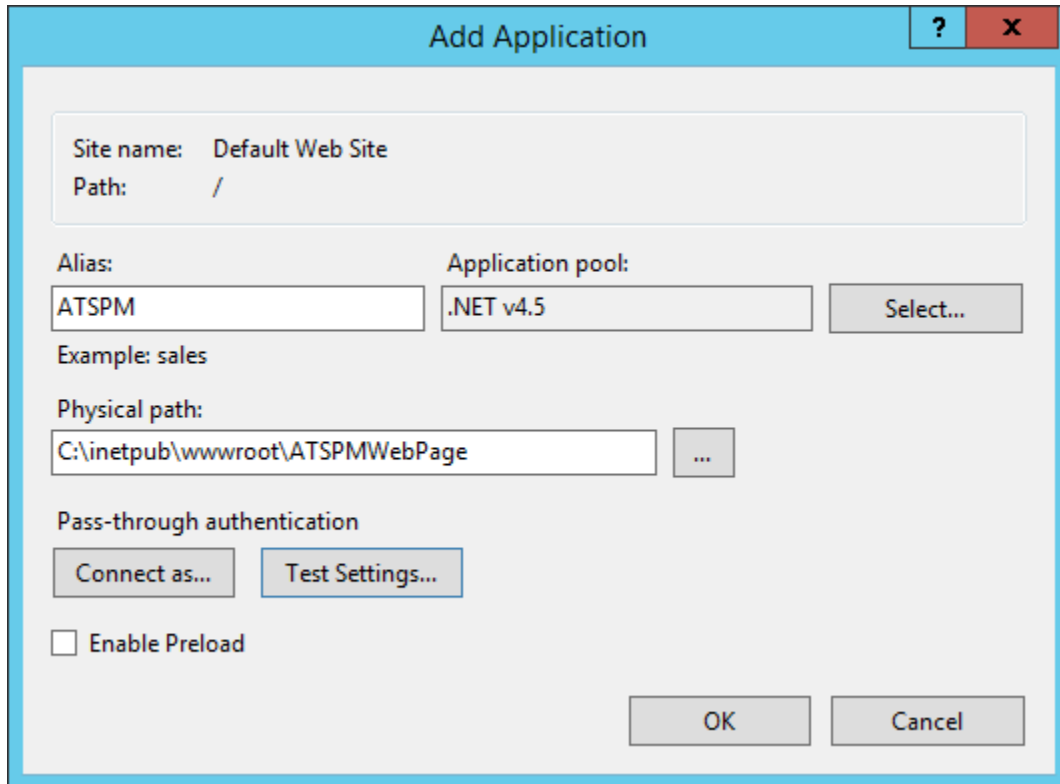 Add Application
?
x
Site name: Default Web Site
Path: /
Alias:
Application pool:
ATSPM
.NET v4.5
Select...
Example: sales
Physical path:
C:\inetpub\wwwroot\ATSPMWebPage
...
Pass-through authentication
Connect as...
Test Settings...
Enable Preload
OK
Cancel